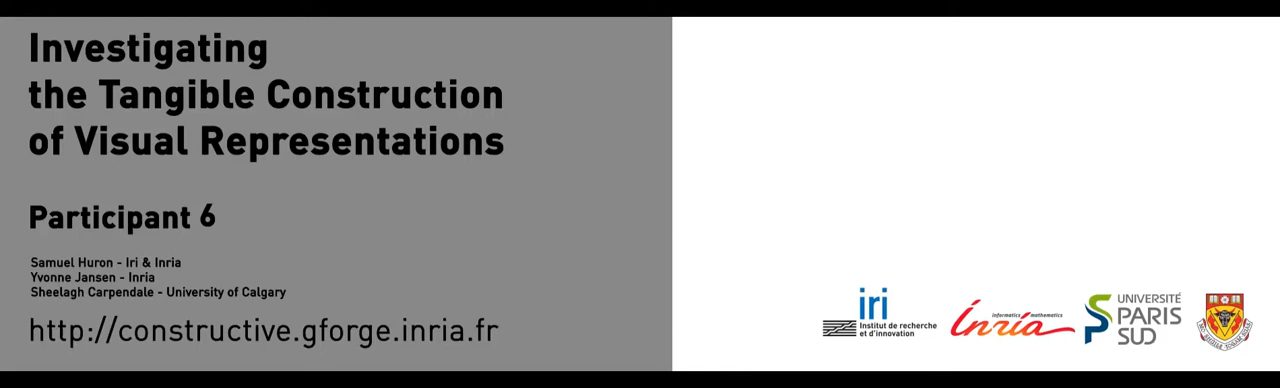 Investigating
the Tangible Construction
of Visual Representations
Participant 6
Samuel Huron - Iri & Inria
Yvonne Jansen - Inria
Sheelagh Carpendale - University of Calgary
http://constructive.gforge.inria.fr
iri
Institut de recherche
et d'innovation
informatics mathematics
inria
UNIVERSITÉ
PARIS
SUD